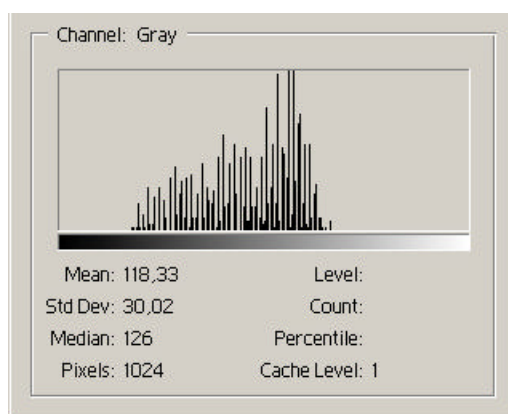 Channel: Gray
Mean: 118,33 Level:
Std Dev: 30,02 Count:
Median: 126 Percentile:
Pixels: 1024 Cache Level: 1